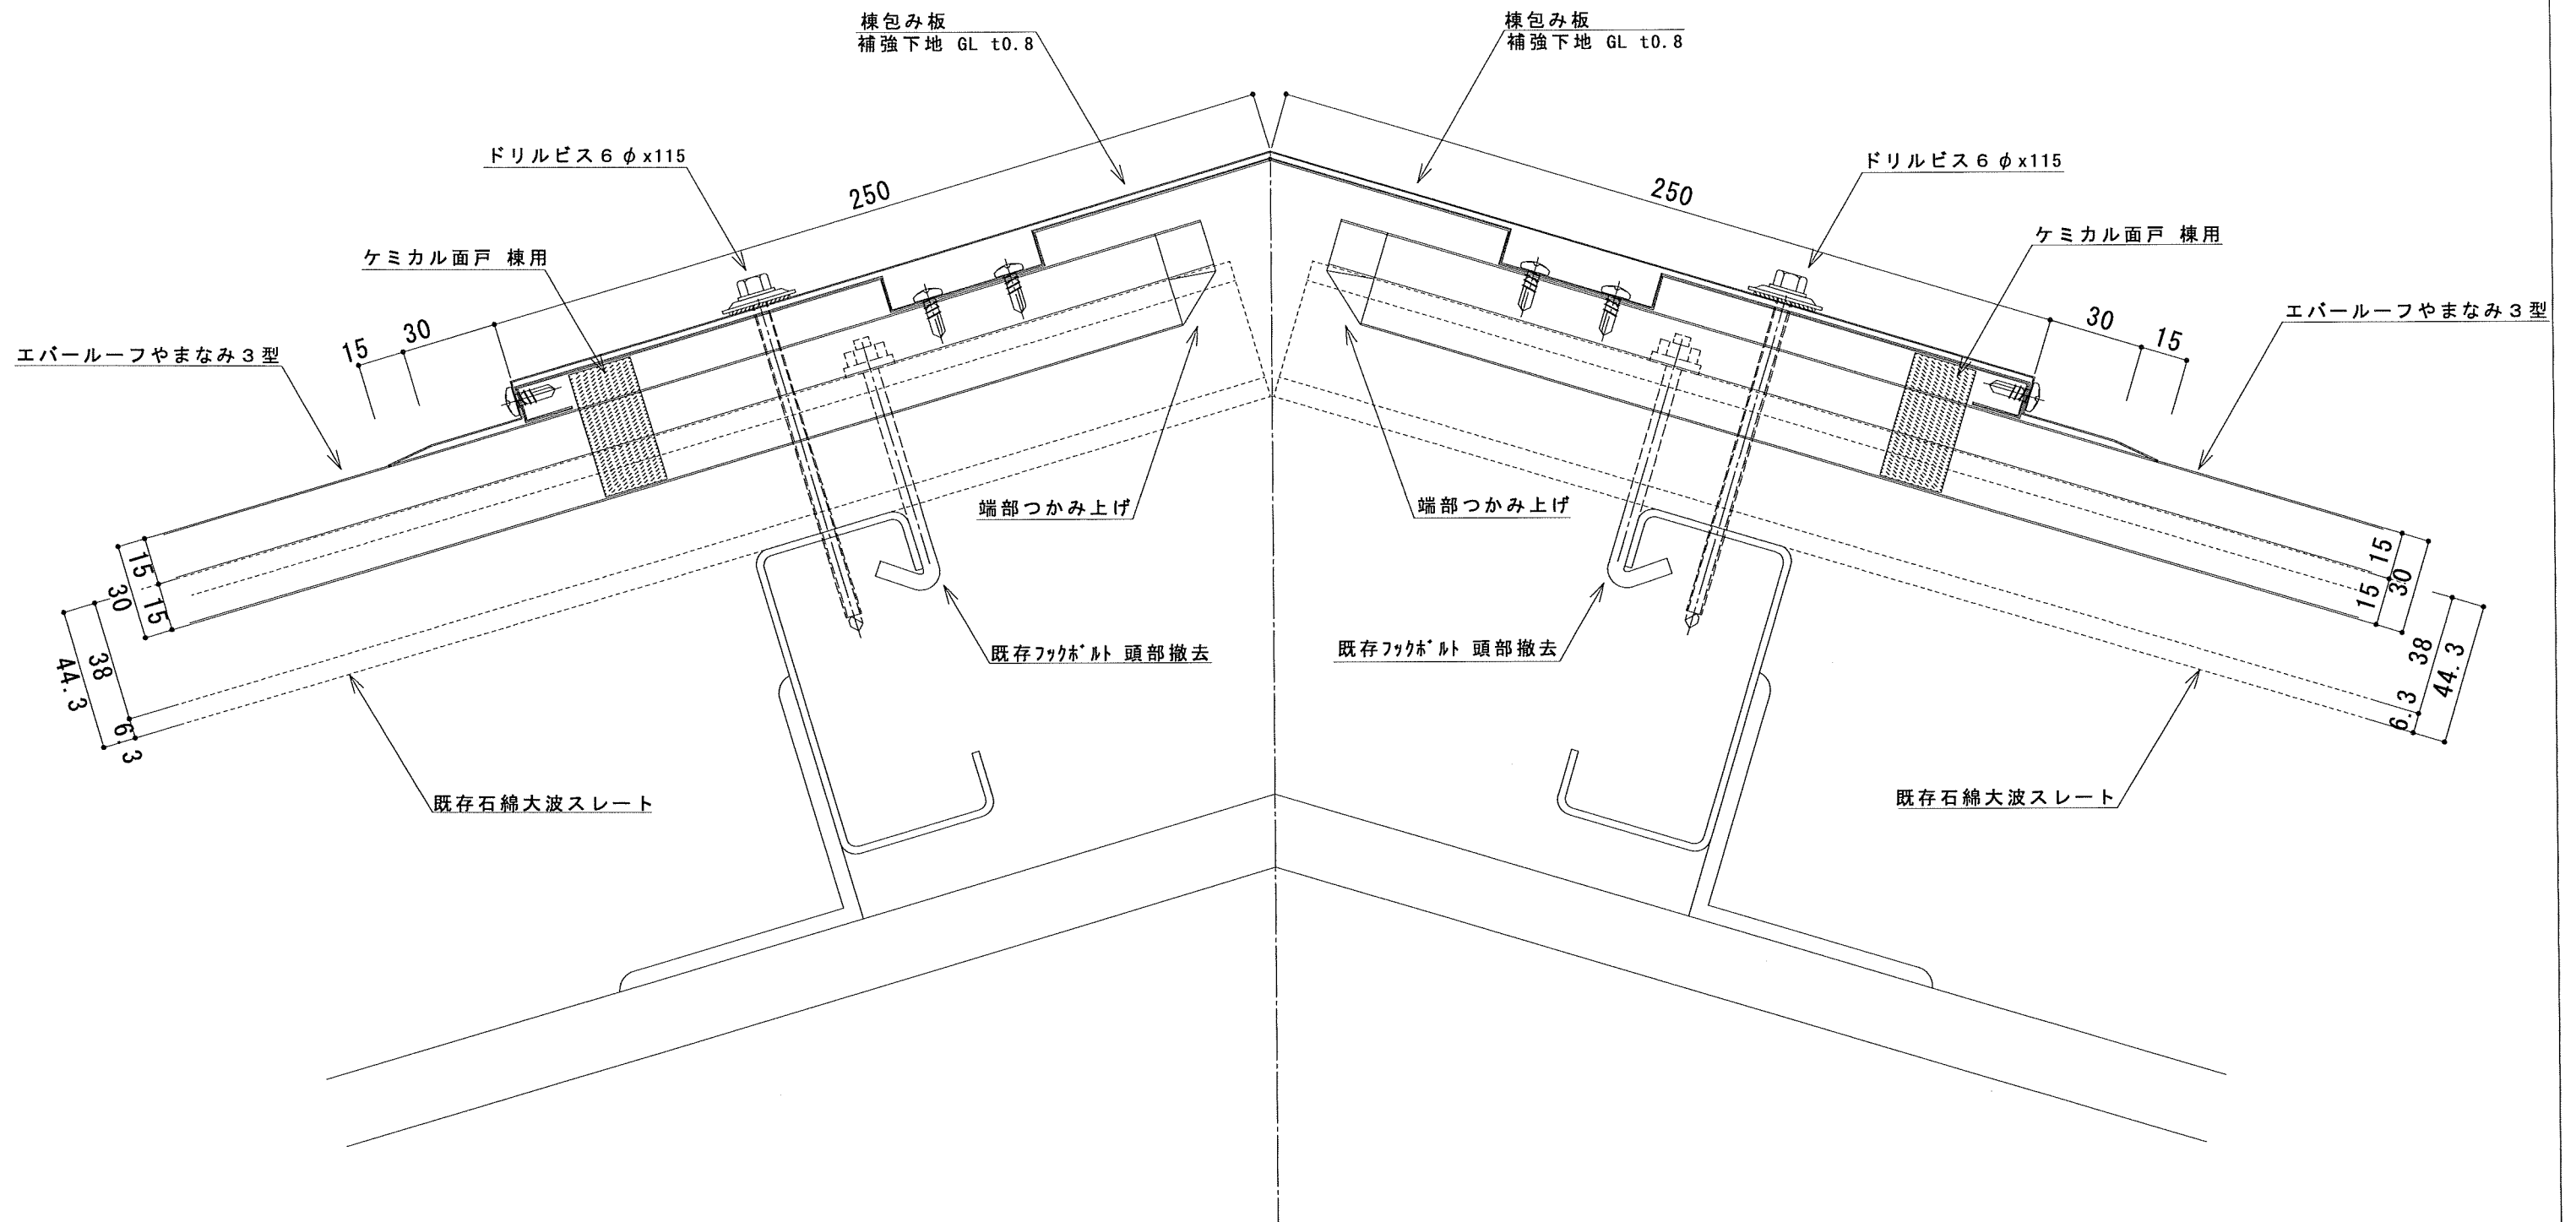 棟包み板
補強下地 GL t0.8
棟包み板
補強下地 GL t0.8
ドリルビス6φx115
ドリルビス6φx115
250
250
ケミカル面戸 棟用
ケミカル面戸 棟用
エバールーフやまなみ3型
エバールーフやまなみ3型
15
30
30
15
端部つかみ上げ
端部つかみ上げ
15
15
30
38
6.3
44.3
15
15
30
38
6.3
44.3
既存フックボルト 頭部撤去
既存フックボルト 頭部撤去
既存石綿大波スレート
既存石綿大波スレート